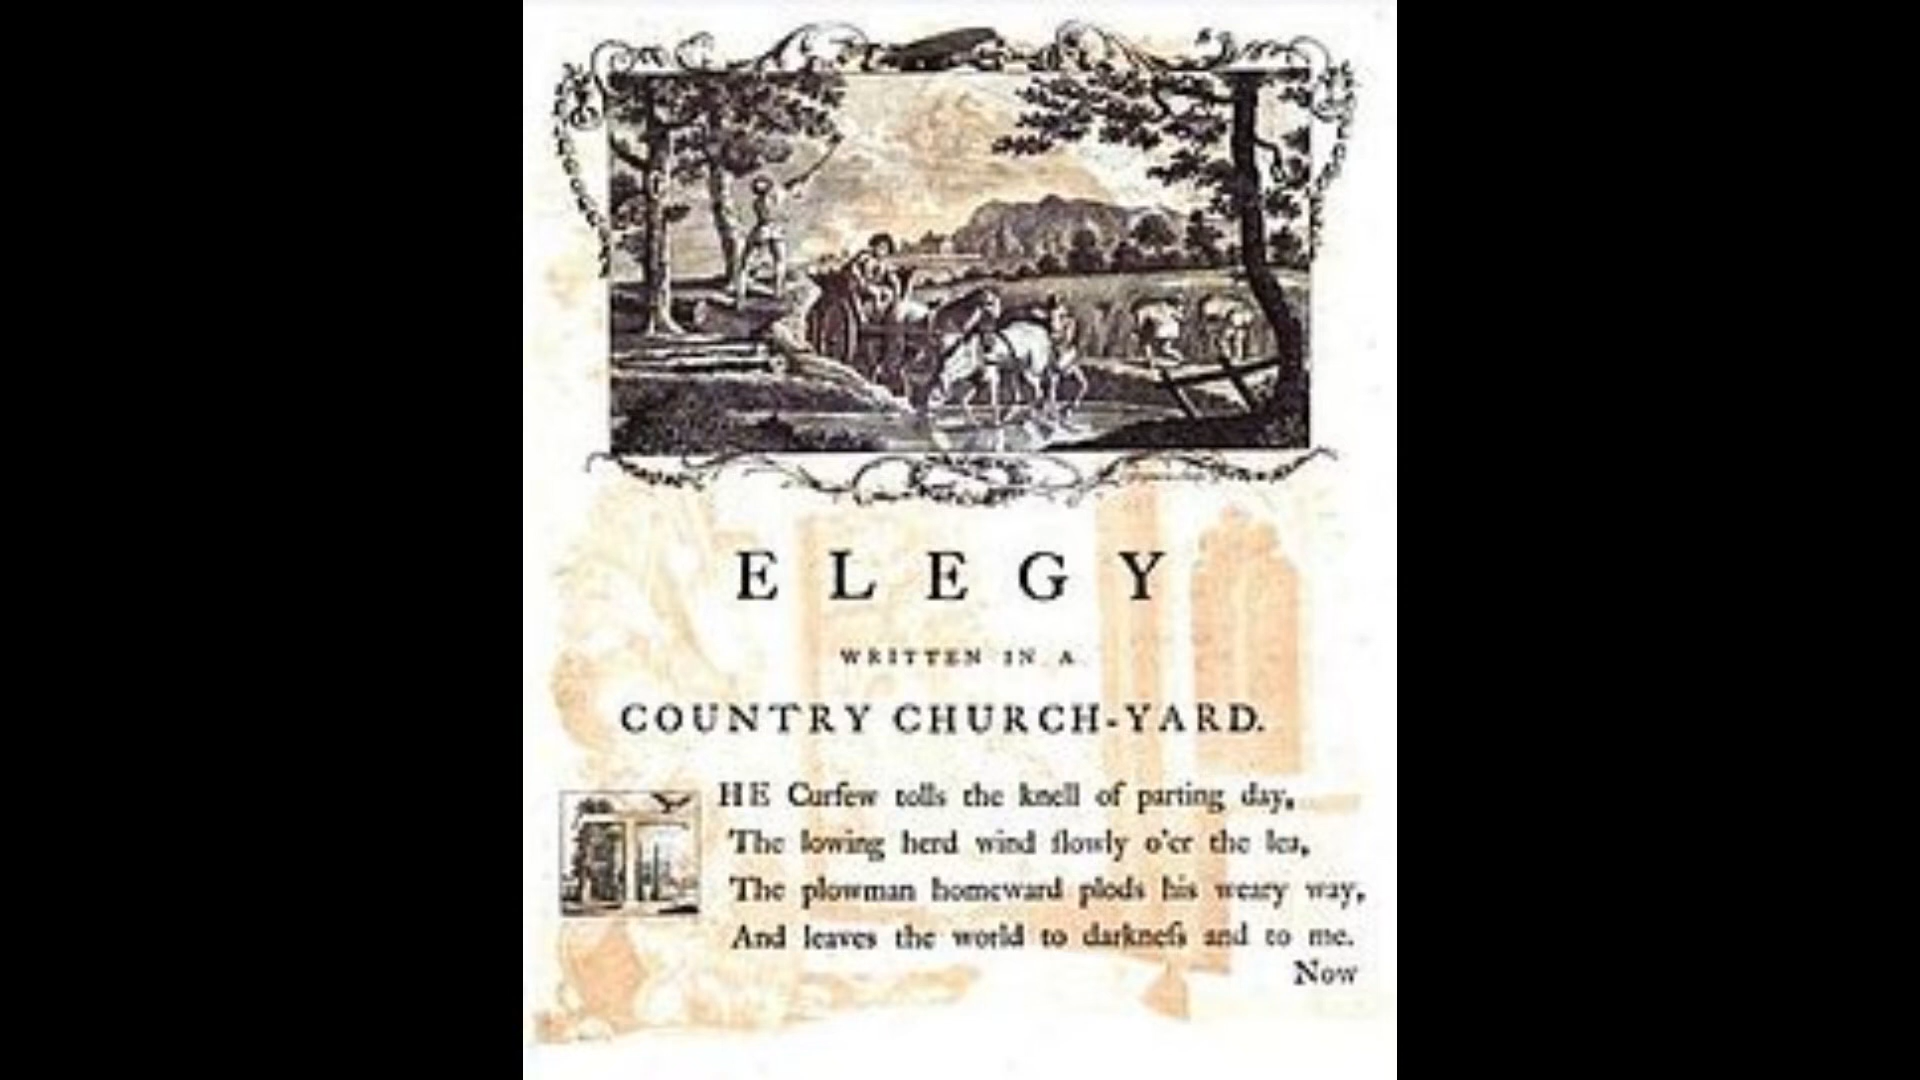 ELEGY
WRITTEN IN A
COUNTRY CHURCH-YARD.
THE Curfew tolls the knell of parting day,
The lowing herd wind ſlowly o'er the lea,
The plowman homeward plods his weary way,
And leaves the world to darkneſs and to me.
Now